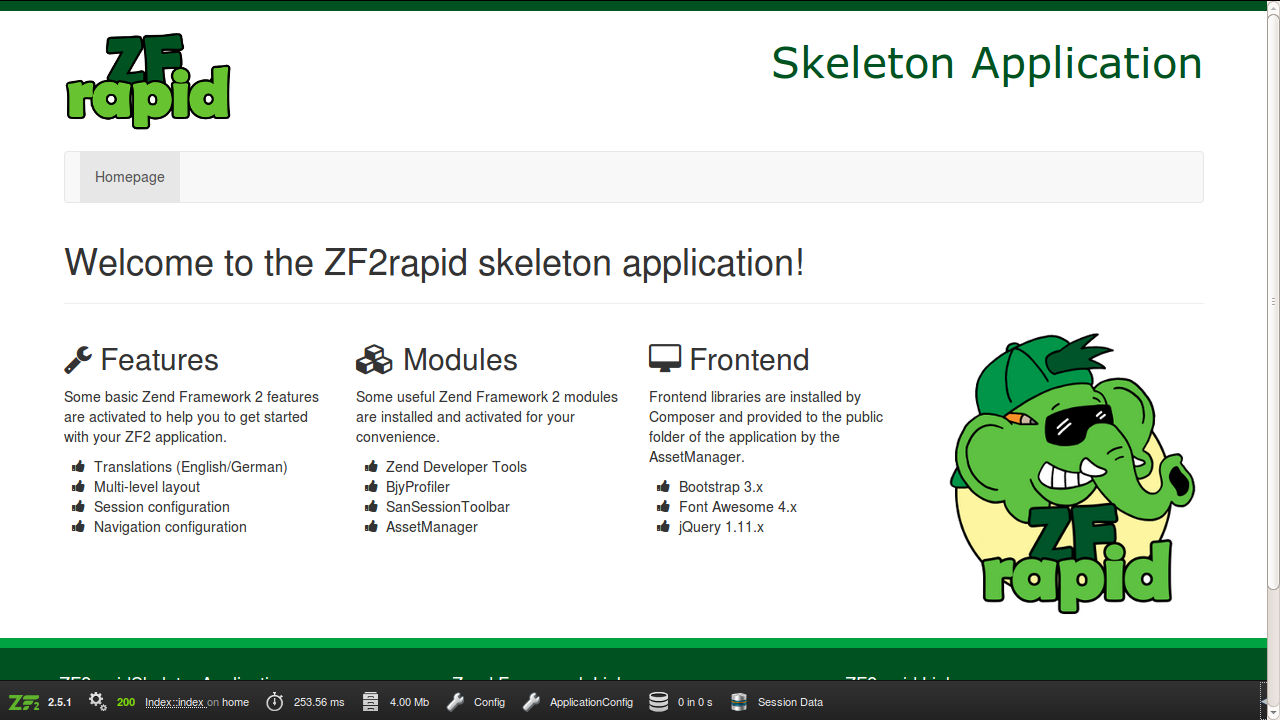 ZF
rapid
Skeleton Application
Homepage
Welcome to the ZF2rapid skeleton application!
Features
Some basic Zend Framework 2 features
are activated to help you to get started
with your ZF2 application.
Translations (English/German)
Multi-level layout
Session configuration
Navigation configuration
Modules
Some useful Zend Framework 2 modules
are installed and activated for your
convenience.
Zend Developer Tools
BjyProfiler
SanSessionToolbar
AssetManager
Frontend
Frontend libraries are installed by
Composer and provided to the public
folder of the application by the
AssetManager.
Bootstrap 3.x
Font Awesome 4.x
jQuery 1.11.x
ZF
rapid
ZF2 2.5.1 200 Index::index on home 253.56 ms 4.00 Mb Config ApplicationConfig 0 in 0 s Session Data